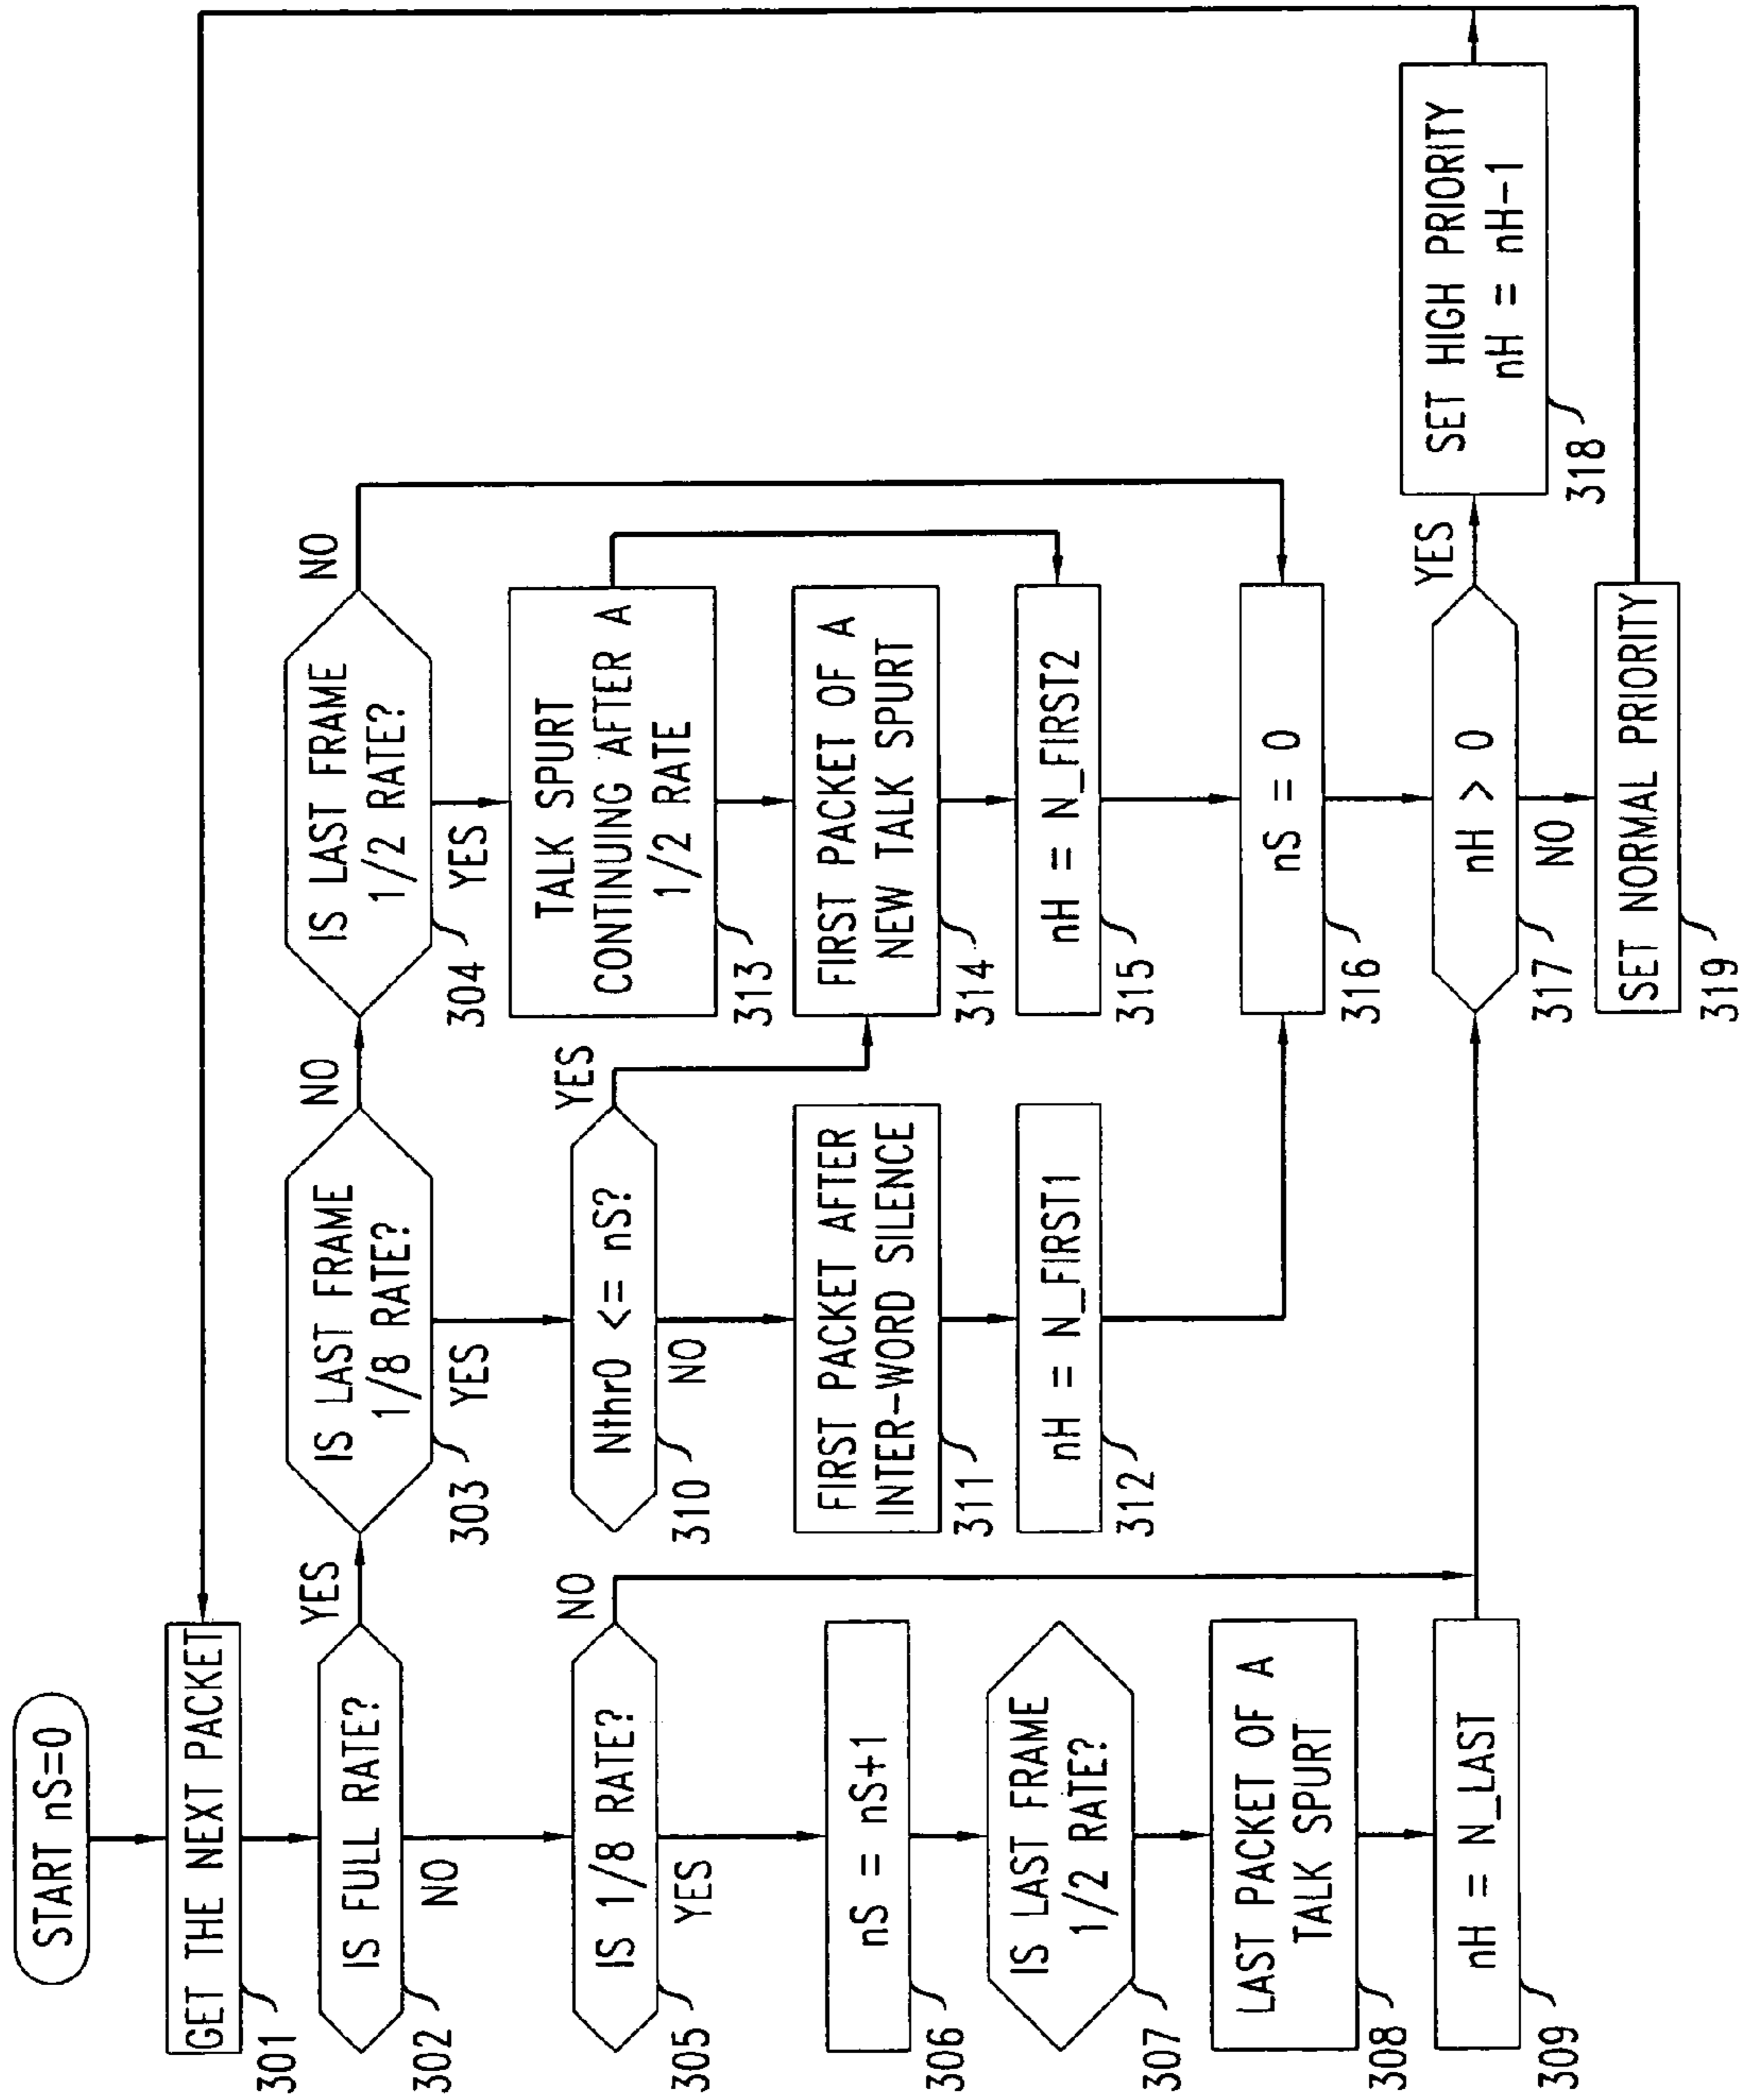 START nS=0
GET THE NEXT PACKET
301
IS FULL RATE?
302
YES
NO
IS LAST FRAME
1/8 RATE?
303
NO
YES
IS LAST FRAME
1/2 RATE?
304
NO
YES
IS 1/8 RATE?
305
NO
YES
nS = nS+1
306
IS LAST FRAME
1/2 RATE?
307
LAST PACKET OF A
TALK SPURT
308
nH = N_LAST
309
Nthr0 <= nS?
310
YES
NO
FIRST PACKET AFTER
INTER-WORD SILENCE
311
nH = N_FIRST1
312
TALK SPURT
CONTINUING AFTER A
1/2 RATE
313
FIRST PACKET OF A
NEW TALK SPURT
314
nH = N_FIRST2
315
nS = 0
316
nH > 0
317
YES
NO
SET HIGH PRIORITY
nH = nH-1
318
SET NORMAL PRIORITY
319